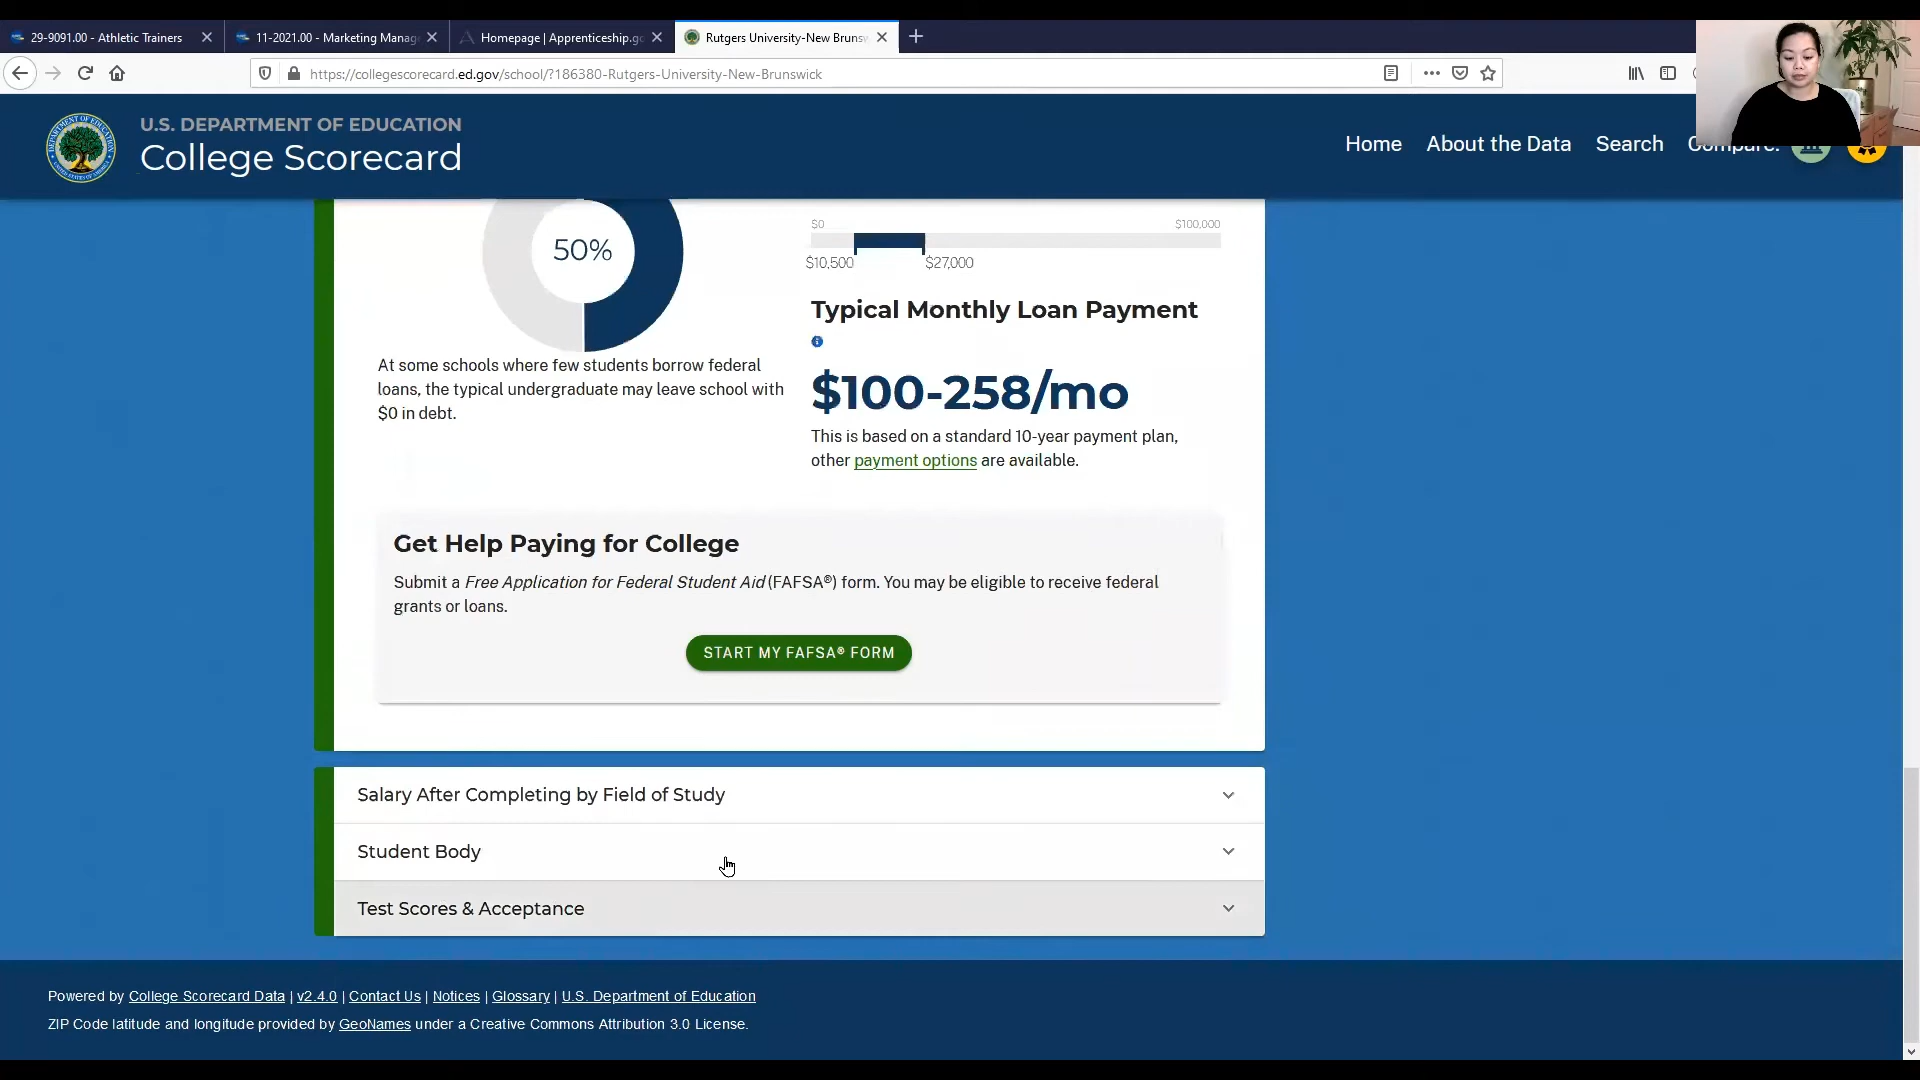 29-9091.00 - Athletic Trainers
11-2021.00 - Marketing Manag
Homepage | Apprenticeship.go
Rutgers University-New Brunsw
https://collegescorecard.ed.gov/school/?186380-Rutgers-University-New-Brunswick
U.S. DEPARTMENT OF EDUCATION
College Scorecard
Home
About the Data
Search
Compare:
50%
At some schools where few students borrow federal
loans, the typical undergraduate may leave school with
$0 in debt.
$0
$100,000
$10,500
$27,000
Typical Monthly Loan Payment
$100-258/mo
This is based on a standard 10-year payment plan,
other payment options are available.
Get Help Paying for College
Submit a Free Application for Federal Student Aid (FAFSA®) form. You may be eligible to receive federal
grants or loans.
START MY FAFSA® FORM
Salary After Completing by Field of Study
Student Body
Test Scores & Acceptance
Powered by College Scorecard Data | v2.4.0 | Contact Us | Notices | Glossary | U.S. Department of Education
ZIP Code latitude and longitude provided by GeoNames under a Creative Commons Attribution 3.0 License.